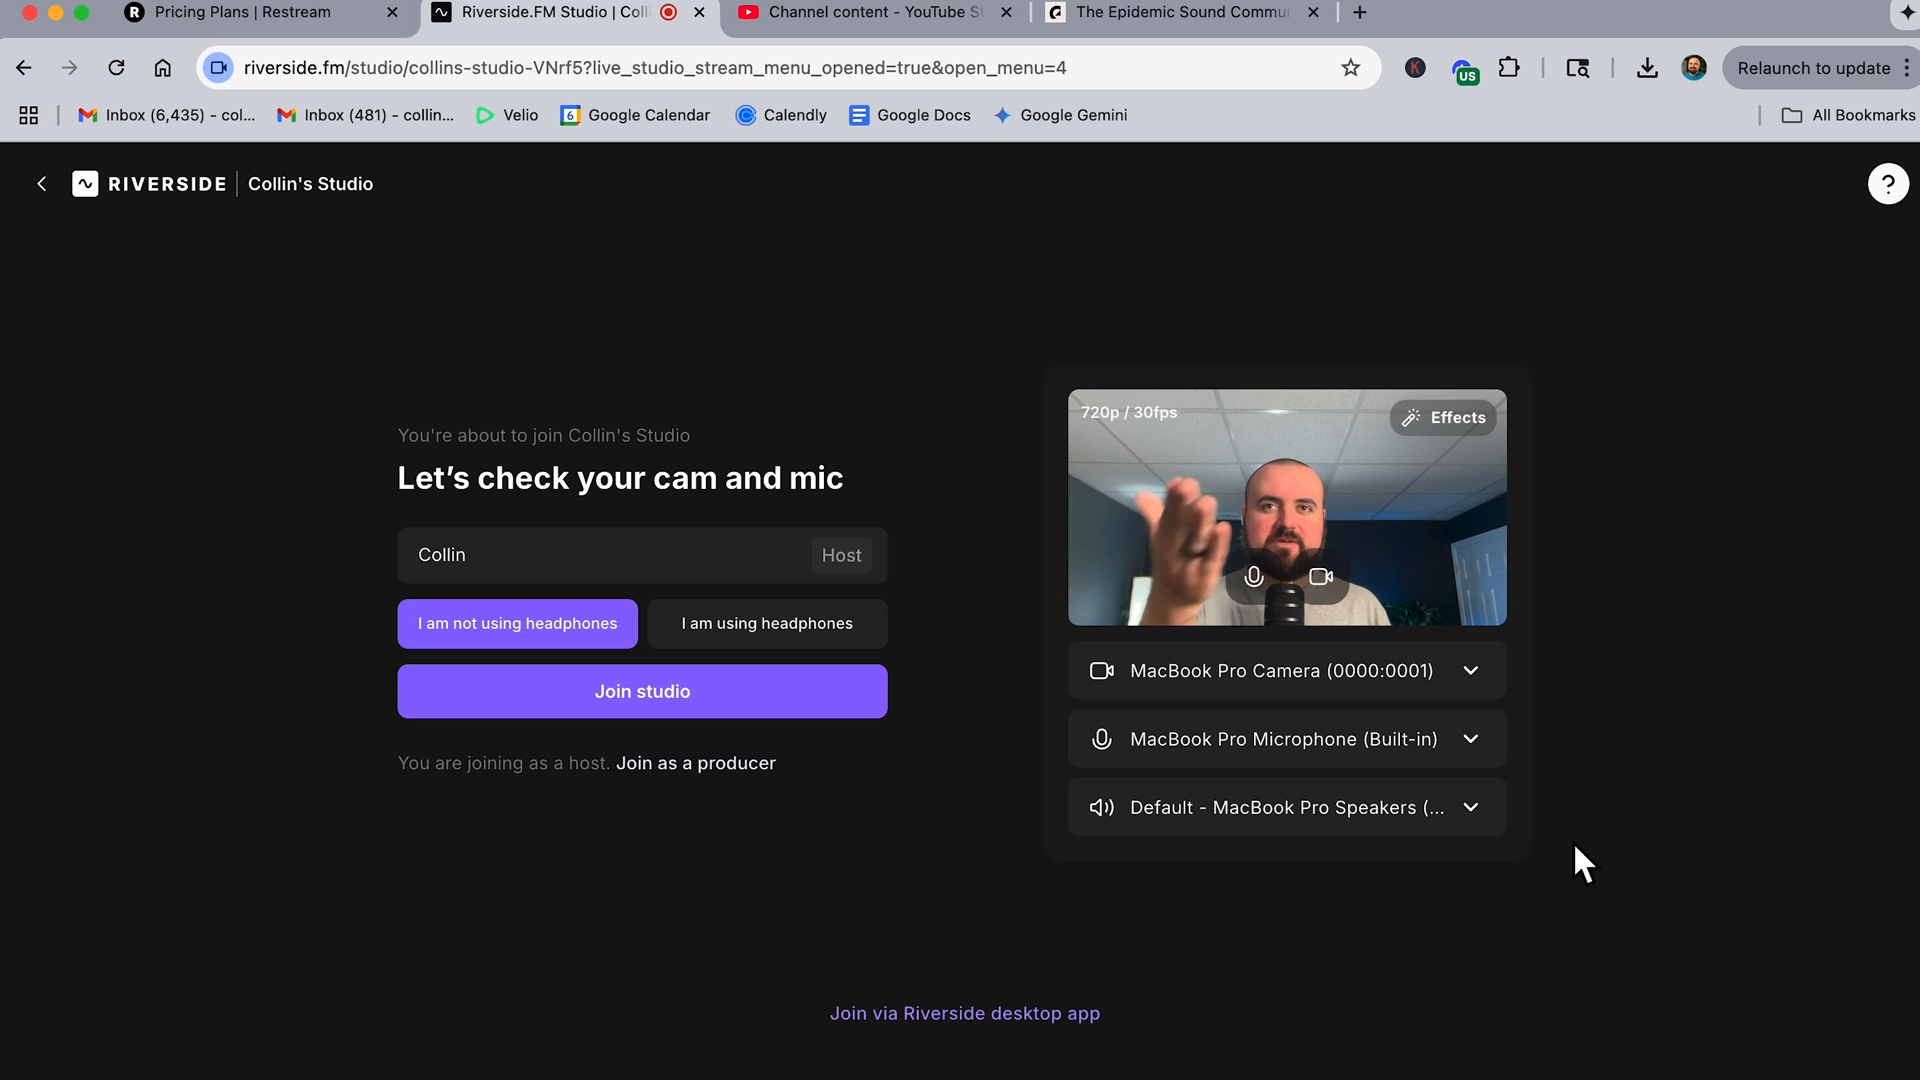 Pricing Plans | Restream
Riverside.FM Studio | Coll
Channel content - YouTube St
The Epidemic Sound Commun
riverside.fm/studio/collins-studio-VNrf5?live_studio_stream_menu_opened=true&open_menu=4
K
US
Relaunch to update
Inbox (6,435) - col...
Inbox (481) - collin...
Velio
6
Google Calendar
Calendly
Google Docs
Google Gemini
All Bookmarks
RIVERSIDE
Collin's Studio
?
You're about to join Collin's Studio
Let’s check your cam and mic
Collin
Host
I am not using headphones
I am using headphones
Join studio
You are joining as a host. Join as a producer
720p / 30fps
Effects
MacBook Pro Camera (0000:0001)
MacBook Pro Microphone (Built-in)
Default - MacBook Pro Speakers (...
Join via Riverside desktop app